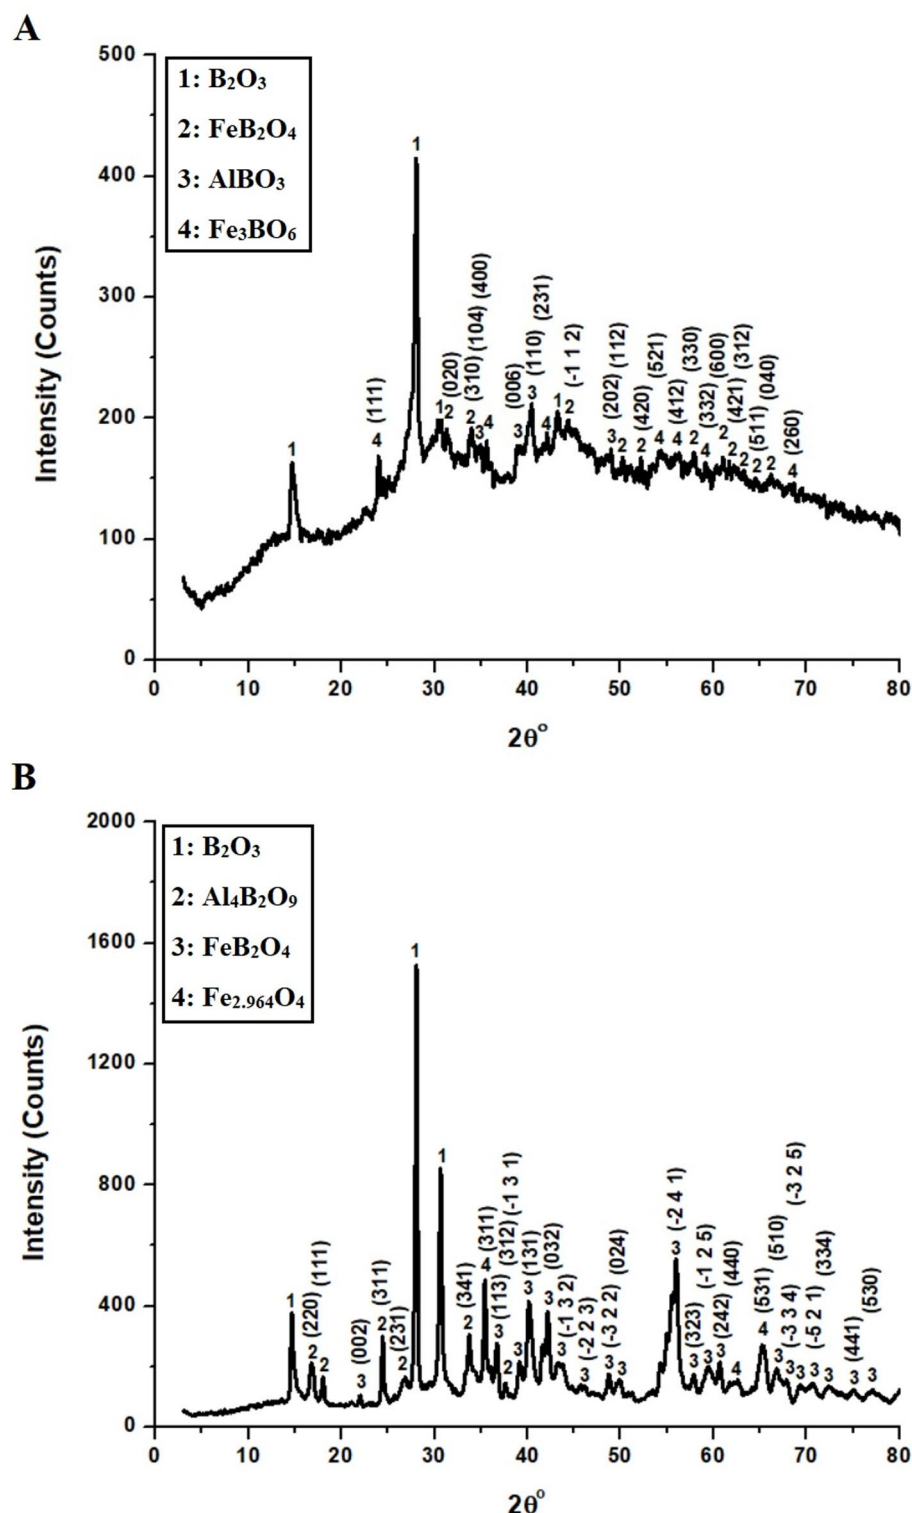 A
500
400
300
200
100
0
Intensity (Counts)
1: B₂O₃
2: FeB₂O₄
3: AlBO₃
4: Fe₃BO₆
1
4 (111)
1
1
2 (020)
2 (310)
3 (104)
4 (400)
3 (006)
3 (110)
4 (231)
1
2 (-1 1 2)
3 (202)
2 (112)
2 (420)
4 (521)
4 (412)
2 (330)
4 (332)
2 (600)
2 (421)
2 (312)
2 (511)
2 (040)
4 (260)
0 10 20 30 40 50 60 70 80
2θ°
B
2000
1600
1200
800
400
0
Intensity (Counts)
1: B₂O₃
2: Al₄B₂O₉
3: FeB₂O₄
4: Fe₂.₉₆₄O₄
1
2 (220)
2 (111)
3 (002)
2 (311)
2 (231)
1
1
2 (341)
4 (311)
3 (113)
2 (312)
3 (-1 3 1)
3 (131)
3 (032)
3 (-1 3 2)
3 (-2 2 3)
3 (-3 2 2)
3 (024)
3 (-2 4 1)
3 (323)
3 (-1 2 5)
3 (242)
4 (440)
4 (531)
3 (510)
3 (-3 2 5)
3 (-3 3 4)
3 (-5 2 1)
3 (334)
3 (441)
3 (530)
0 10 20 30 40 50 60 70 80
2θ°